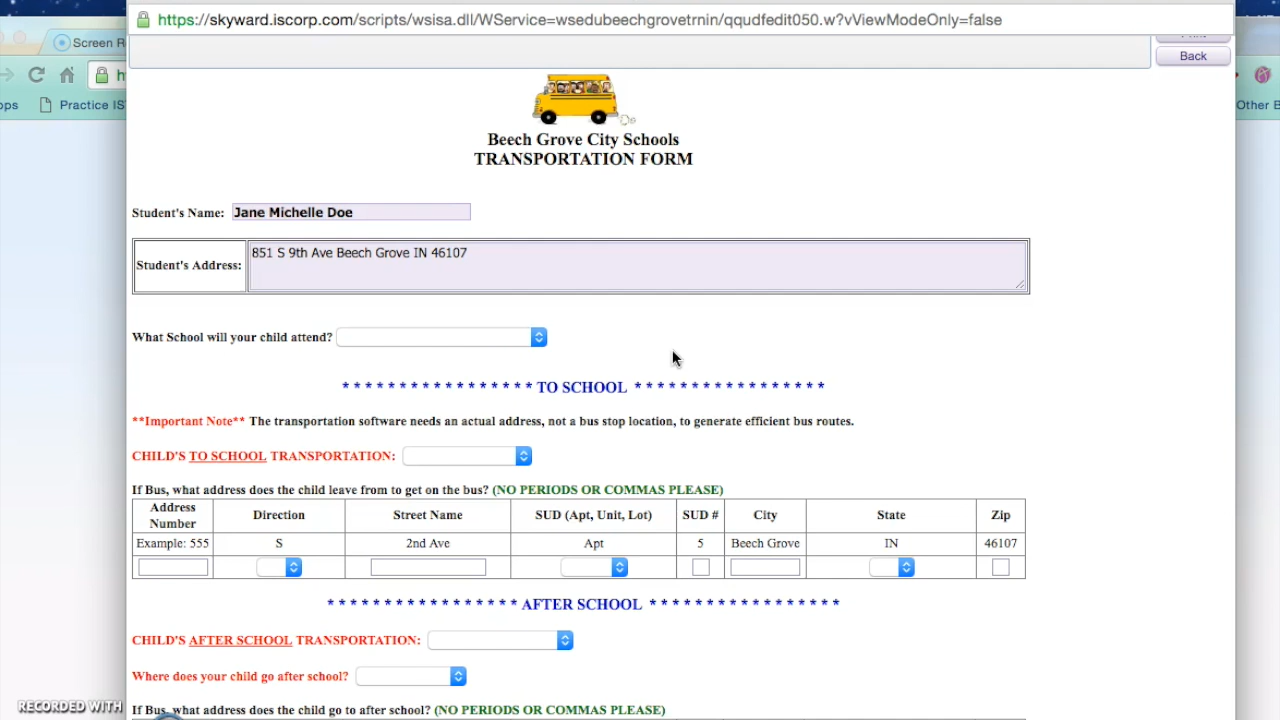 https://skyward.iscorp.com/scripts/wsisa.dll/WService=wsedubeechgrovetrnin/qqudfedit050.w?vViewModeOnly=false
Screen R
Back
Practice IS
Other B
Beech Grove City Schools
TRANSPORTATION FORM
Student's Name: Jane Michelle Doe
Student's Address: 851 S 9th Ave Beech Grove IN 46107
What School will your child attend?
* * * * * * * * * * * * * * * * * TO SCHOOL * * * * * * * * * * * * * * * * *
**Important Note** The transportation software needs an actual address, not a bus stop location, to generate efficient bus routes.
CHILD'S TO SCHOOL TRANSPORTATION:
If Bus, what address does the child leave from to get on the bus? (NO PERIODS OR COMMAS PLEASE)
Address Number Direction Street Name SUD (Apt, Unit, Lot) SUD # City State Zip
Example: 555 S 2nd Ave Apt 5 Beech Grove IN 46107
* * * * * * * * * * * * * * * * * AFTER SCHOOL * * * * * * * * * * * * * * * * *
CHILD'S AFTER SCHOOL TRANSPORTATION:
Where does your child go after school?
If Bus, what address does the child go to after school? (NO PERIODS OR COMMAS PLEASE)
RECORDED WITH